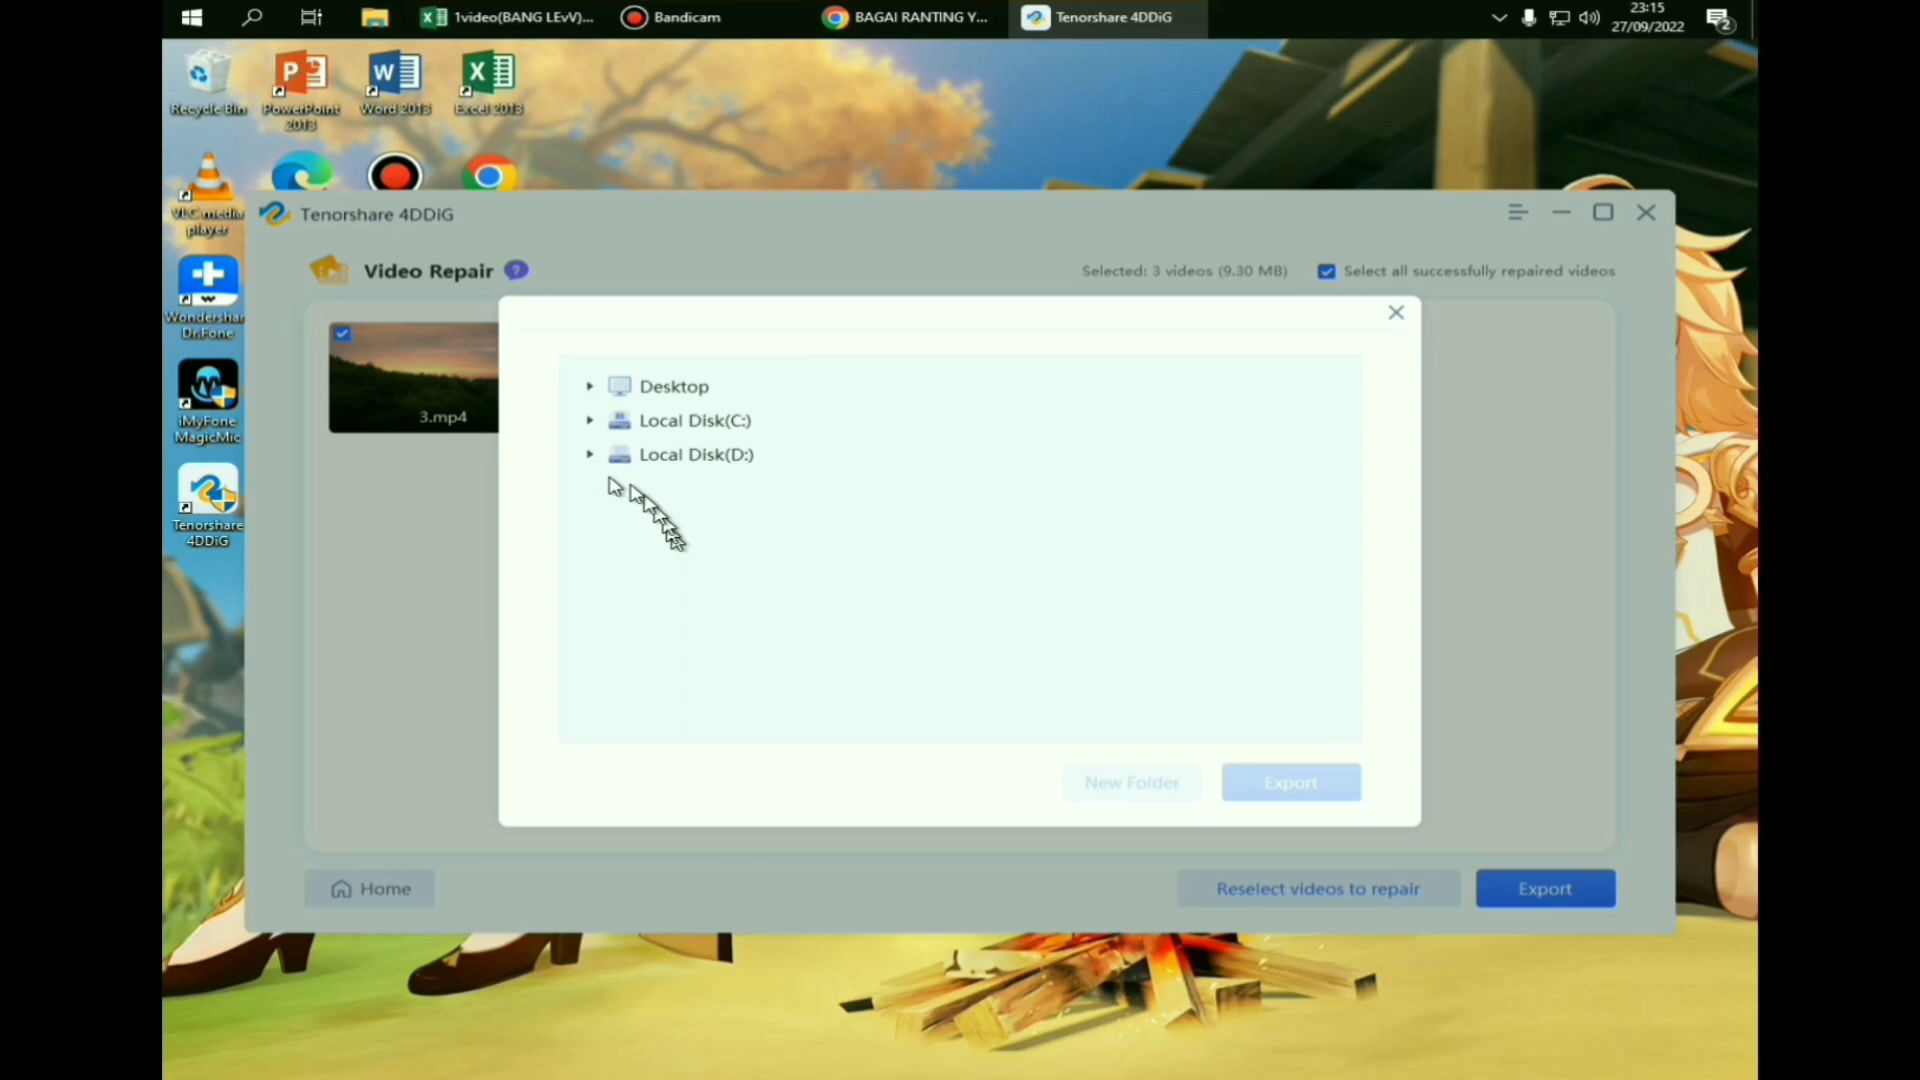 1video(BANG LEvV)...
Bandicam
BAGAI RANTING Y...
Tenorshare 4DDiG
23:15
27/09/2022
2
Recycle Bin
PowerPoint
2013
Word 2013
Excel 2013
VLC media
player
Wondershar
Dr.Fone
iMyFone
MagicMic
Tenorshare
4DDiG
Tenorshare 4DDiG
Video Repair
?
Selected: 3 videos (9.30 MB)
Select all successfully repaired videos
3.mp4
Desktop
Local Disk(C:)
Local Disk(D:)
New Folder
Export
Home
Reselect videos to repair
Export